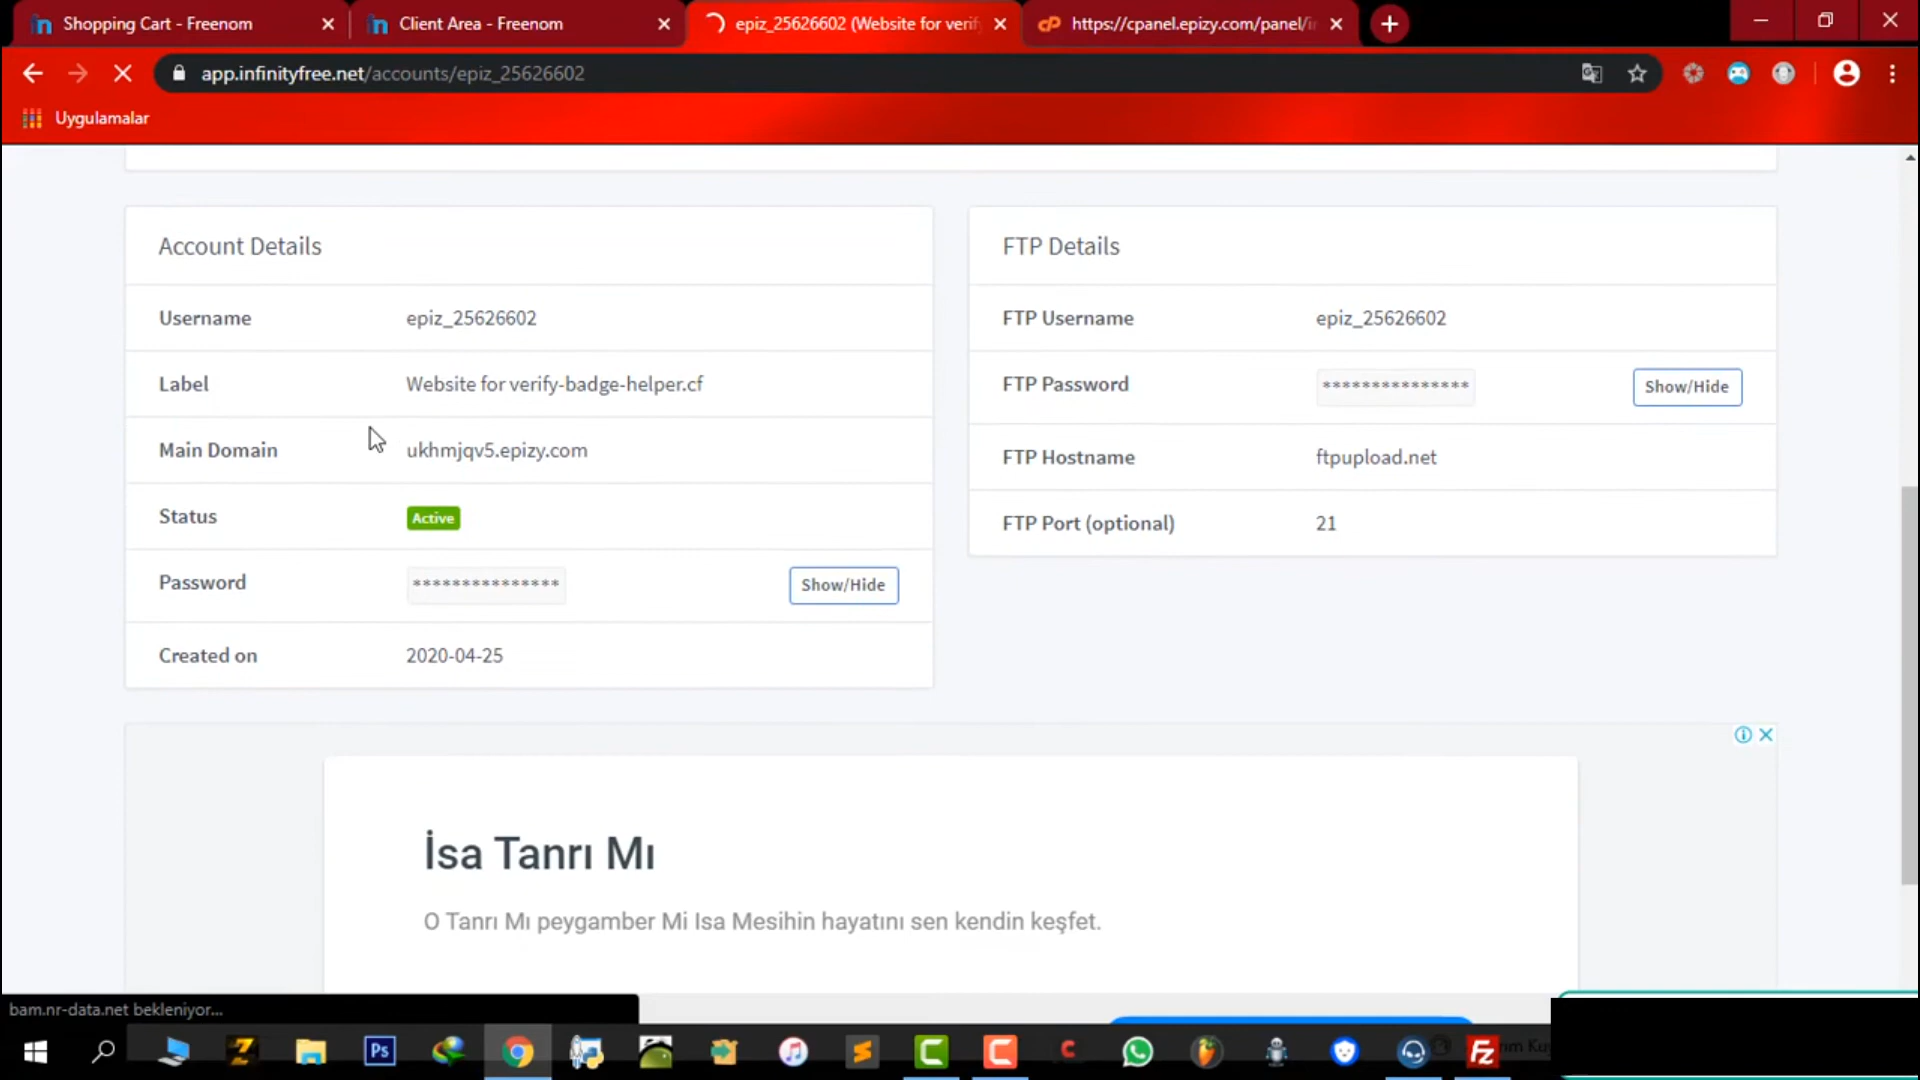 Shopping Cart - Freenom
Client Area - Freenom
epiz_25626602 (Website for verif
https://cpanel.epizy.com/panel/i
app.infinityfree.net/accounts/epiz_25626602
Uygulamalar
Account Details
Username epiz_25626602
Label Website for verify-badge-helper.cf
Main Domain ukhmjqv5.epizy.com
Status Active
Password *************** Show/Hide
Created on 2020-04-25
FTP Details
FTP Username epiz_25626602
FTP Password *************** Show/Hide
FTP Hostname ftpupload.net
FTP Port (optional) 21
İsa Tanrı Mı
O Tanrı Mı peygamber Mi Isa Mesihin hayatını sen kendin keşfet.
bam.nr-data.net bekleniyor...
Ps